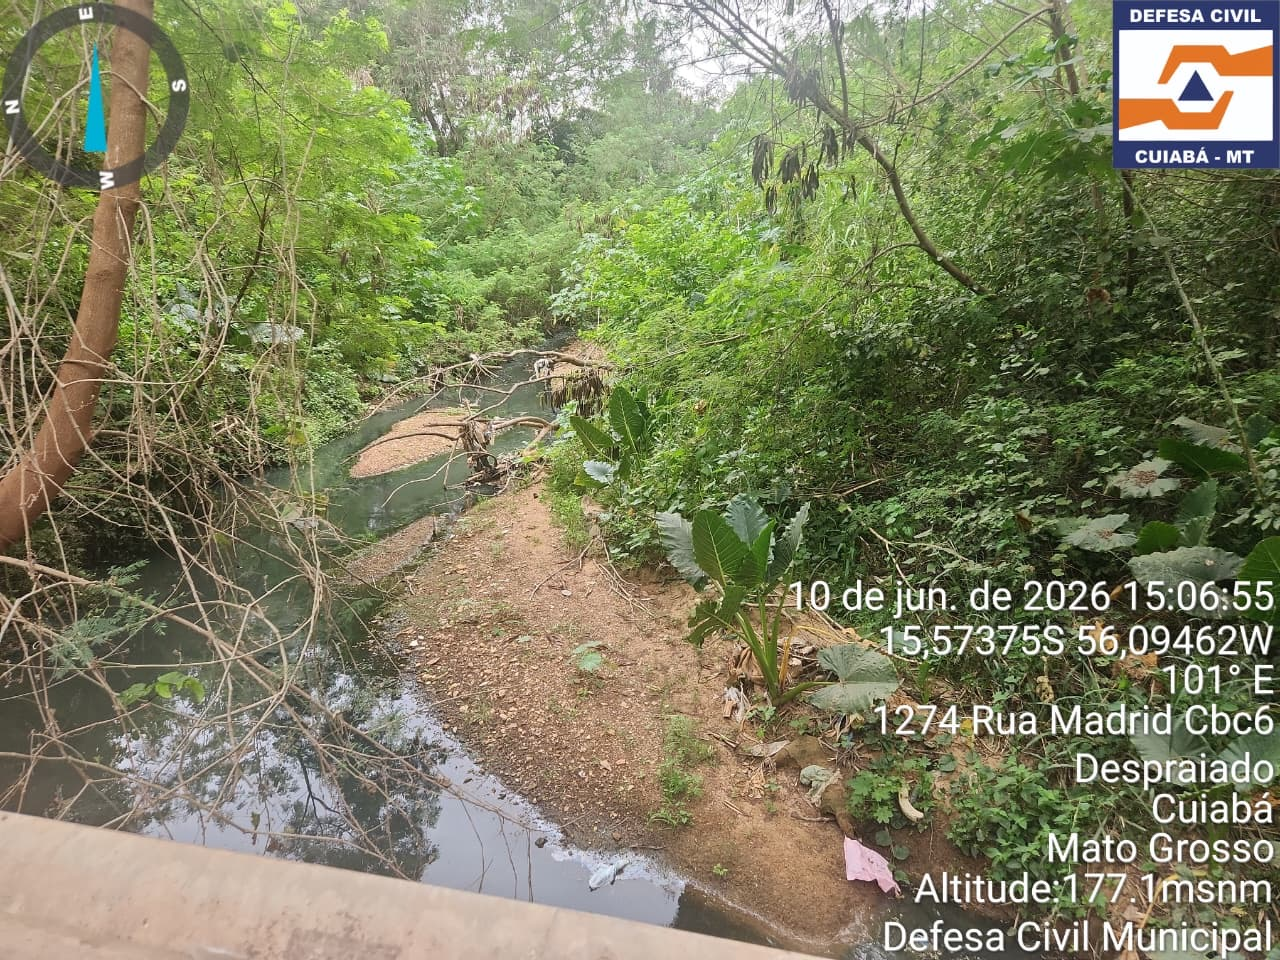 E
N
S
W
DEFESA CIVIL
CUIABÁ - MT
10 de jun. de 2026 15:06:55
15,57375S 56,09462W
101° E
1274 Rua Madrid Cbc6
Despraiado
Cuiabá
Mato Grosso
Altitude:177.1msnm
Defesa Civil Municipal